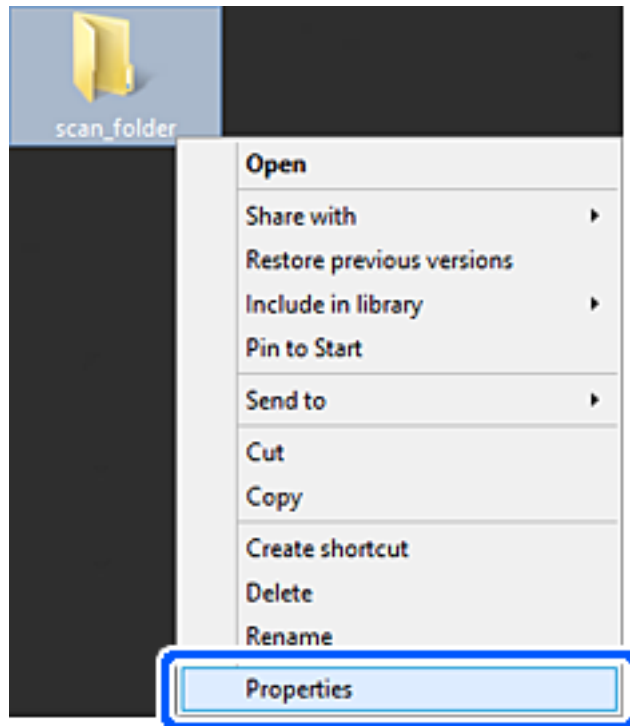 scan_folder
Open
Share with
Restore previous versions
Include in library
Pin to Start
Send to
Cut
Copy
Create shortcut
Delete
Rename
Properties